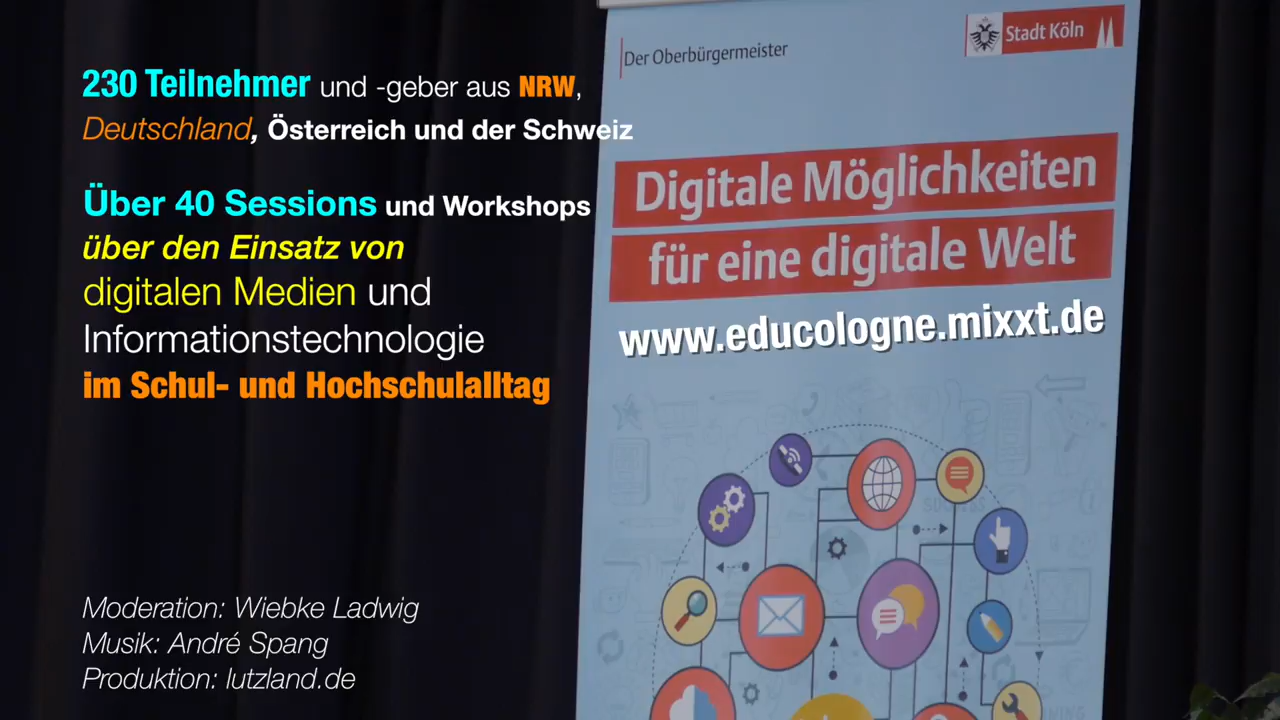 230 Teilnehmer und -geber aus NRW,
Deutschland, Österreich und der Schweiz
Über 40 Sessions und Workshops
über den Einsatz von
digitalen Medien und
Informationstechnologie
im Schul- und Hochschulalltag
Moderation: Wiebke Ladwig
Musik: André Spang
Produktion: lutzland.de
Der Oberbürgermeister
Stadt Köln
Digitale Möglichkeiten
für eine digitale Welt
www.educologne.mixxt.de
SUCCESS